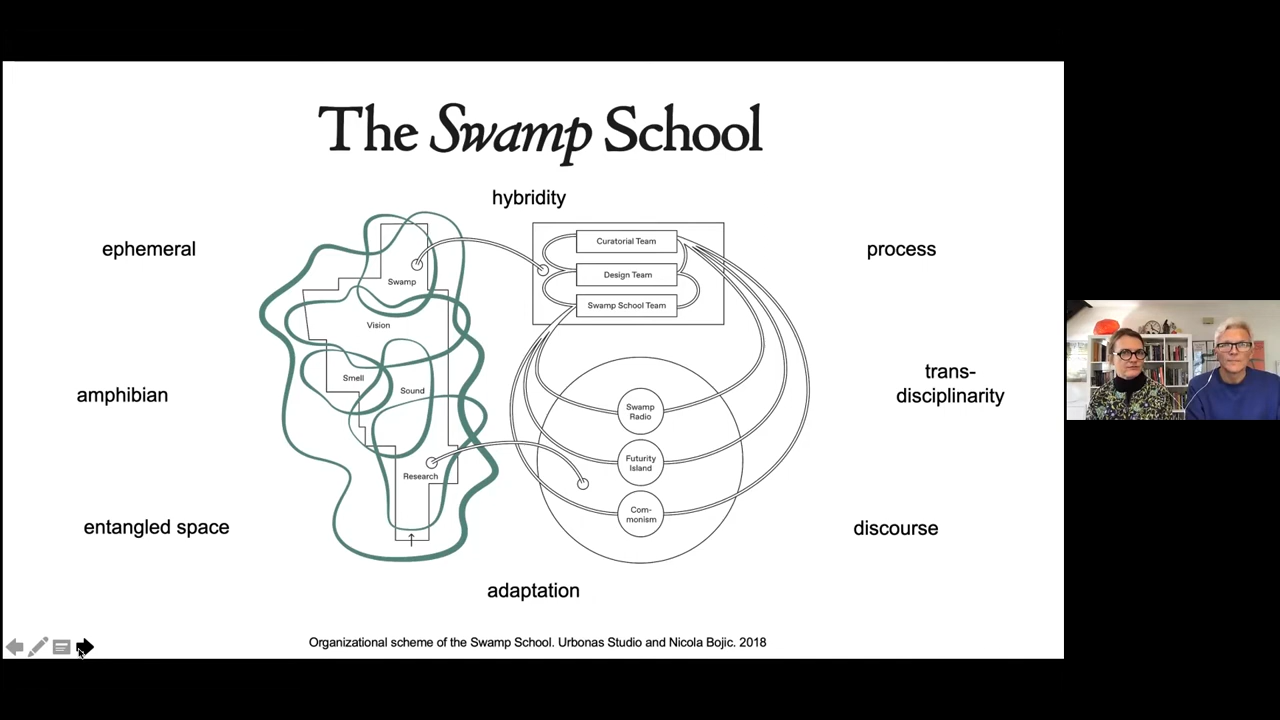 The Swamp School
hybridity
ephemeral
process
amphibian
trans-
disciplinarity
entangled space
discourse
adaptation
Swamp
Vision
Smell
Sound
Research
Curatorial Team
Design Team
Swamp School Team
Swamp
Radio
Futurity
Island
Com-
monism
Organizational scheme of the Swamp School. Urbonas Studio and Nicola Bojic. 2018